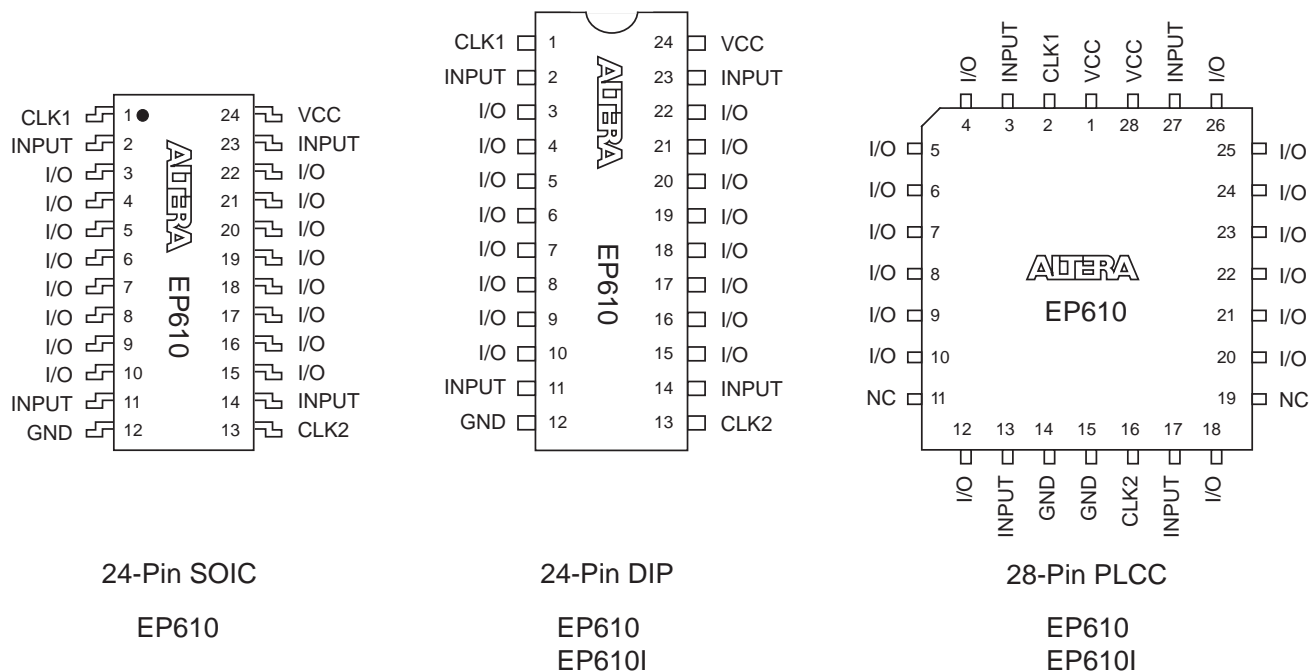 CLK1 1 24 VCC
INPUT 2 23 INPUT
I/O 3 22 I/O
I/O 4 21 I/O
I/O 5 20 I/O
I/O 6 19 I/O
I/O 7 18 I/O
I/O 8 17 I/O
I/O 9 16 I/O
I/O 10 15 I/O
INPUT 11 14 INPUT
GND 12 13 CLK2
ALTERA
EP610
24-Pin SOIC
EP610
CLK1 1 24 VCC
INPUT 2 23 INPUT
I/O 3 22 I/O
I/O 4 21 I/O
I/O 5 20 I/O
I/O 6 19 I/O
I/O 7 18 I/O
I/O 8 17 I/O
I/O 9 16 I/O
I/O 10 15 I/O
INPUT 11 14 INPUT
GND 12 13 CLK2
ALTERA
EP610
24-Pin DIP
EP610
EP610I
I/O INPUT CLK1 VCC VCC INPUT I/O
4 3 2 1 28 27 26
I/O 5 25 I/O
I/O 6 24 I/O
I/O 7 23 I/O
I/O 8 22 I/O
I/O 9 21 I/O
I/O 10 20 I/O
NC 11 19 NC
ALTERA
EP610
12 13 14 15 16 17 18
I/O INPUT GND GND CLK2 INPUT I/O
28-Pin PLCC
EP610
EP610I